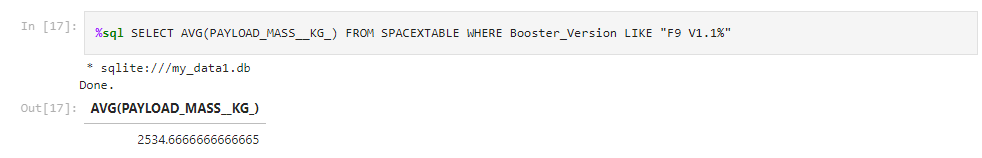 In [17]: %sql SELECT AVG(PAYLOAD_MASS__KG_) FROM SPACEXTABLE WHERE Booster_Version LIKE "F9 V1.1%"
* sqlite:///my_data1.db
Done.
Out[17]: AVG(PAYLOAD_MASS__KG_)
2534.6666666666665